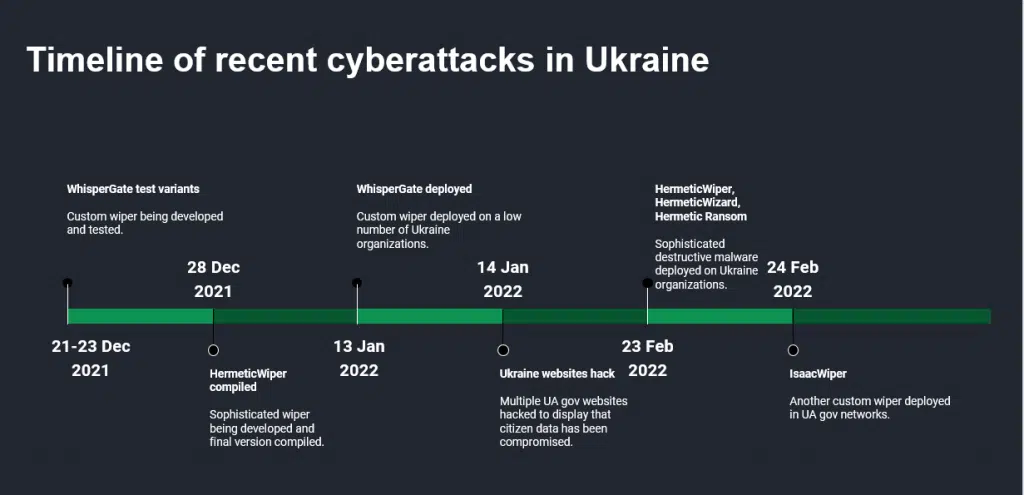 Timeline of recent cyberattacks in Ukraine
WhisperGate test variants
Custom wiper being developed
and tested.
21-23 Dec
2021
28 Dec
2021
HermeticWiper
compiled
Sophisticated wiper
being developed and
final version compiled.
WhisperGate deployed
Custom wiper deployed on a low
number of Ukraine
organizations.
13 Jan
2022
14 Jan
2022
Ukraine websites hack
Multiple UA gov websites
hacked to display that
citizen data has been
compromised.
HermeticWiper,
HermeticWizard,
Hermetic Ransom
Sophisticated
destructive malware
deployed on Ukraine
organizations.
23 Feb
2022
24 Feb
2022
IsaacWiper
Another custom wiper deployed
in UA gov networks.